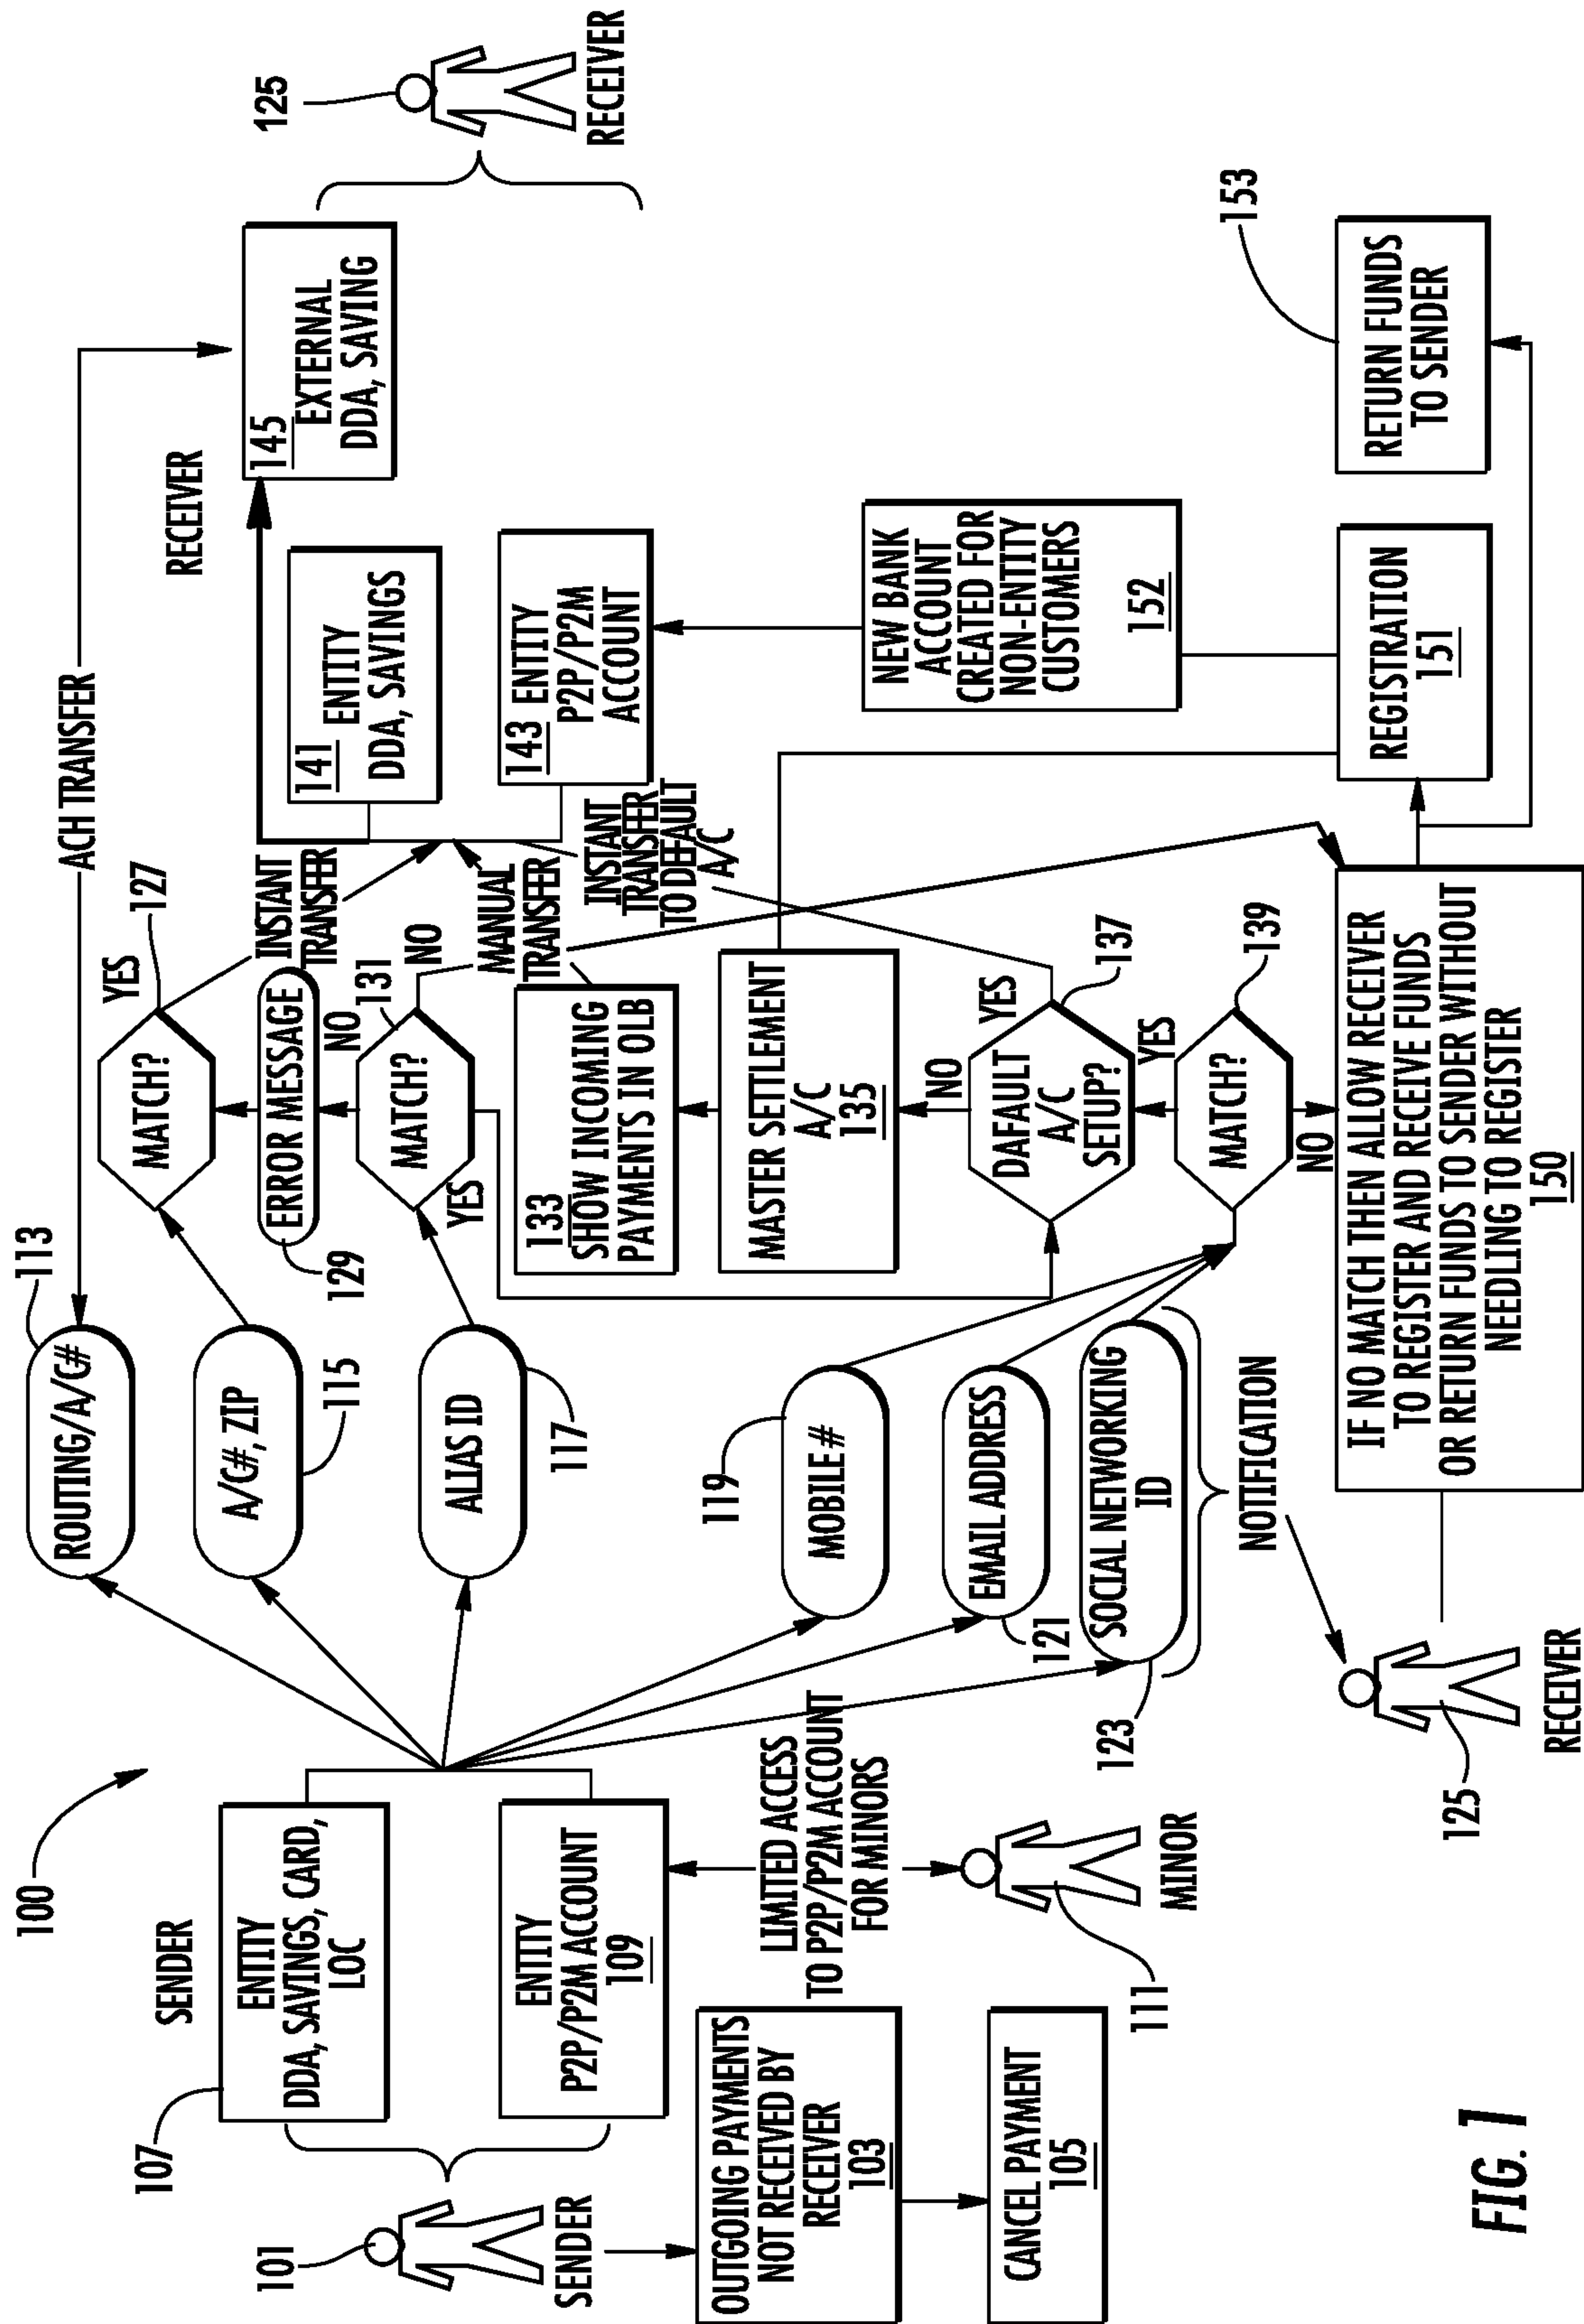 100
SENDER
101
SENDER
107
ENTITY
DDA, SAVINGS, CARD,
LOC
ENTITY
P2P/P2M ACCOUNT
109
OUTGOING PAYMENTS
NOT RECEIVED BY
RECEIVER
103
CANCEL PAYMENT
105
LIMITED ACCESS
TO P2P/P2M ACCOUNT
FOR MINORS
111
MINOR
113
ROUTING/A/C#
A/C#, ZIP
115
ALIAS ID
117
119
MOBILE #
EMAIL ADDRESS
121
SOCIAL NETWORKING
ID
123
NOTIFICATION
125
RECEIVER
ACH TRANSFER
MATCH?
YES
127
INSTANT
TRANSFER
ERROR MESSAGE
129
NO
131
MATCH?
NO
YES
MANUAL
TRANSFER
133
SHOW INCOMING
PAYMENTS IN OLB
MASTER SETTLEMENT
A/C
135
NO
DAFAULT
A/C
SETUP?
YES
137
INSTANT
TRANSFER
TO DEFAULT
A/C
YES
MATCH?
139
NO
IF NO MATCH THEN ALLOW RECEIVER
TO REGISTER AND RECEIVE FUNDS
OR RETURN FUNDS TO SENDER WITHOUT
NEEDLING TO REGISTER
150
RECEIVER
141 ENTITY
DDA, SAVINGS
143 ENTITY
P2P/P2M
ACCOUNT
145
EXTERNAL
DDA, SAVING
125
RECEIVER
NEW BANK
ACCOUNT
CREATED FOR
NON-ENTITY
CUSTOMERS
152
REGISTRATION
151
153
RETURN FUNDS
TO SENDER
FIG. 1